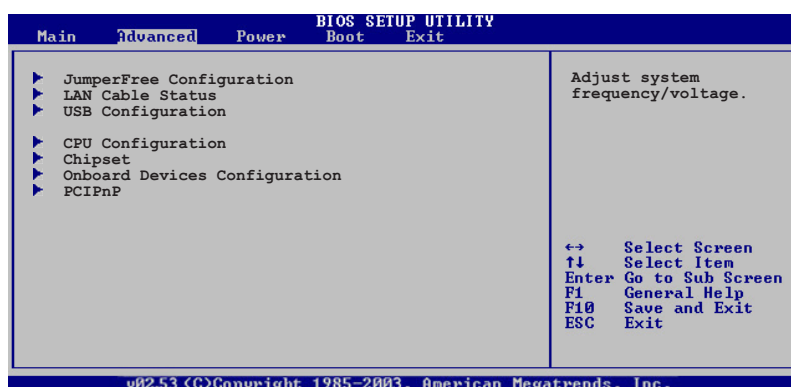 BIOS SETUP UTILITY
Main Advanced Power Boot Exit
JumperFree Configuration
LAN Cable Status
USB Configuration
CPU Configuration
Chipset
Onboard Devices Configuration
PCIPnP
Adjust system
frequency/voltage.
↔ Select Screen
↑↓ Select Item
Enter Go to Sub Screen
F1 General Help
F10 Save and Exit
ESC Exit
v02.53 (C)Copyright 1985-2003, American Megatrends, Inc.